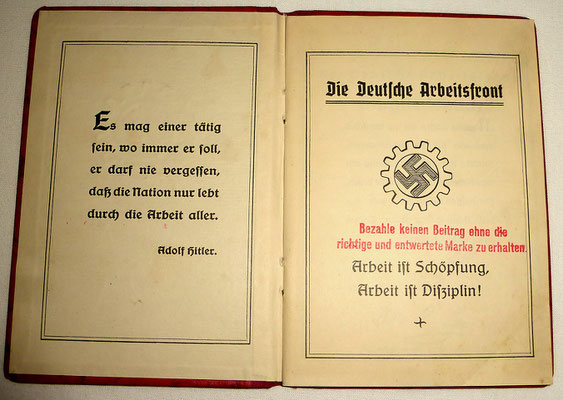 Es mag einer tätig
sein, wo immer er soll,
er darf nie vergessen,
daß die Nation nur lebt
durch die Arbeit aller.
Adolf Hitler.
Die Deutsche Arbeitsfront
Bezahle keinen Beitrag ohne die
richtige und entwertete Marke zu erhalten.
Arbeit ist Schöpfung,
Arbeit ist Disziplin!